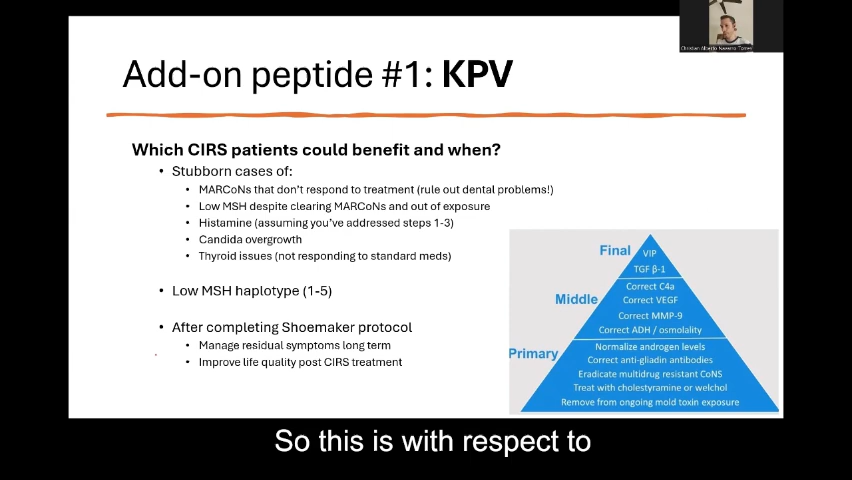 Christian Alberto Navarro Torres
Add-on peptide #1: KPV
Which CIRS patients could benefit and when?
• Stubborn cases of:
• MARCoNs that don't respond to treatment (rule out dental problems!)
• Low MSH despite clearing MARCoNs and out of exposure
• Histamine (assuming you've addressed steps 1-3)
• Candida overgrowth
• Thyroid issues (not responding to standard meds)
• Low MSH haplotype (1-5)
• After completing Shoemaker protocol
• Manage residual symptoms long term
• Improve life quality post CIRS treatment
Final
VIP
TGF β-1
Middle
Correct C4a
Correct VEGF
Correct MMP-9
Correct ADH / osmolality
Primary
Normalize androgen levels
Correct anti-gliadin antibodies
Eradicate multidrug resistant CoNS
Treat with cholestyramine or welchol
Remove from ongoing mold toxin exposure
So this is with respect to